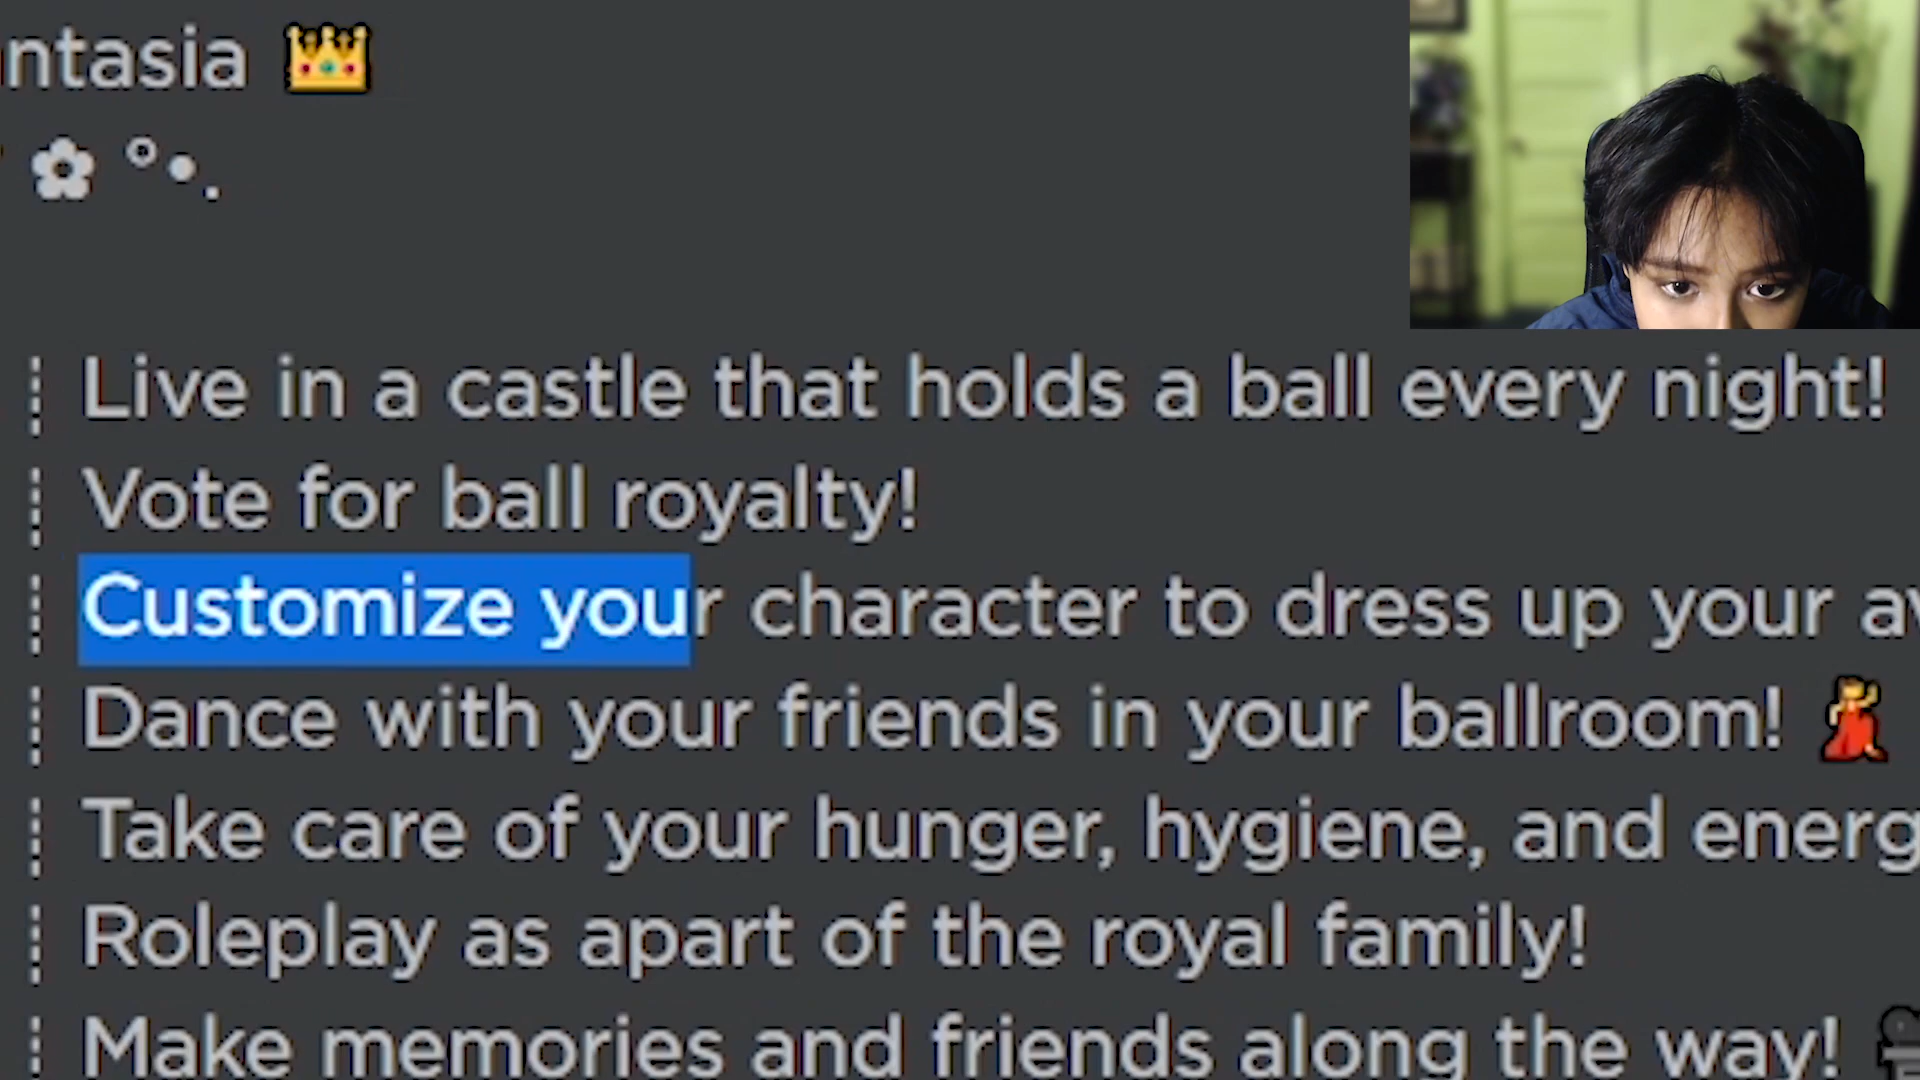 ntasia 👑
✿ °•.
┊ Live in a castle that holds a ball every night!
┊ Vote for ball royalty!
┊ Customize your character to dress up your av
┊ Dance with your friends in your ballroom! 💃
┊ Take care of your hunger, hygiene, and energ
┊ Roleplay as apart of the royal family!
┊ Make memories and friends along the way!